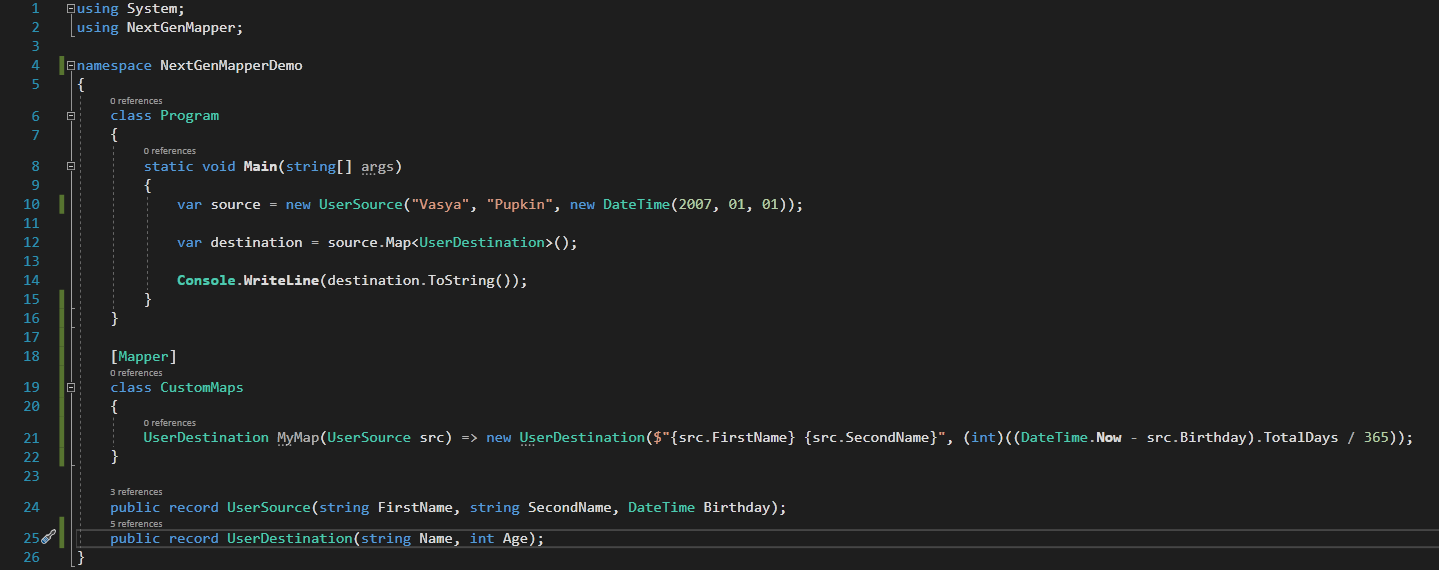 1 using System;
2 using NextGenMapper;
3
4 namespace NextGenMapperDemo
5 {
0 references
6 class Program
7 {
0 references
8 static void Main(string[] args)
9 {
10 var source = new UserSource("Vasya", "Pupkin", new DateTime(2007, 01, 01));
11
12 var destination = source.Map<UserDestination>();
13
14 Console.WriteLine(destination.ToString());
15 }
16 }
17
18 [Mapper]
0 references
19 class CustomMaps
20 {
0 references
21 UserDestination MyMap(UserSource src) => new UserDestination($"{src.FirstName} {src.SecondName}", (int)((DateTime.Now - src.Birthday).TotalDays / 365));
22 }
23
3 references
24 public record UserSource(string FirstName, string SecondName, DateTime Birthday);
5 references
25 public record UserDestination(string Name, int Age);
26 }